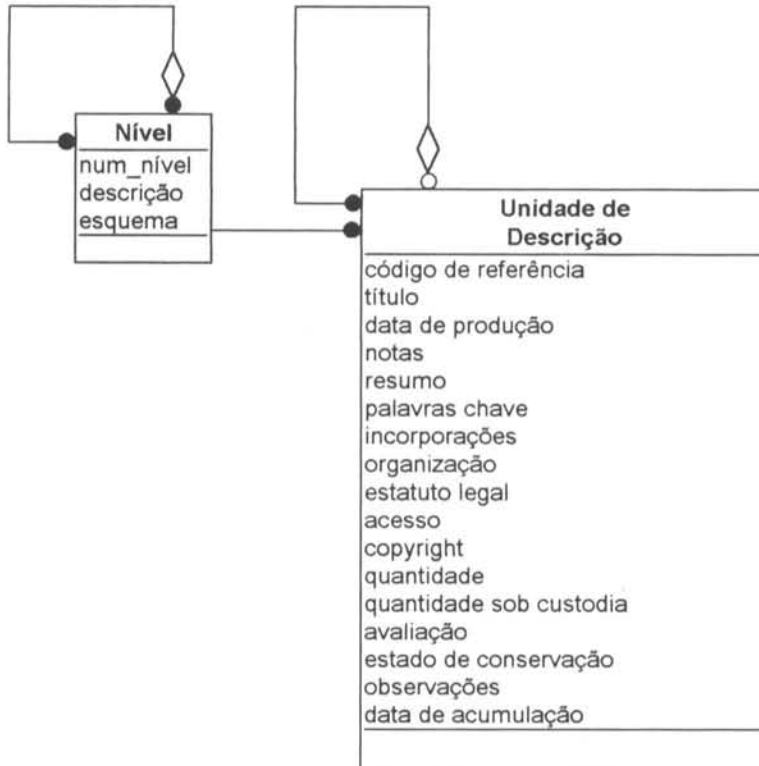 Nível
num_nível
descrição
esquema
Unidade de
Descrição
código de referência
título
data de produção
notas
resumo
palavras chave
incorporações
organização
estatuto legal
acesso
copyright
quantidade
quantidade sob custodia
avaliação
estado de conservação
observações
data de acumulação